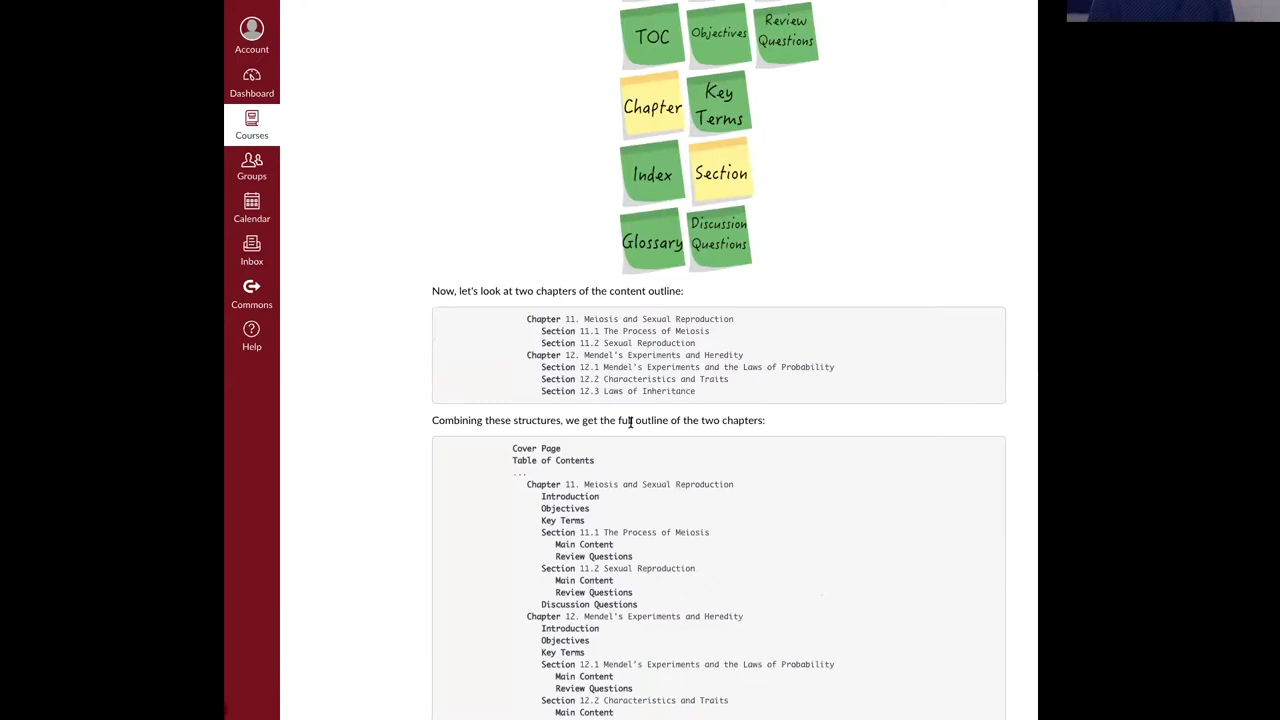 Account
Dashboard
Courses
Groups
Calendar
Inbox
Commons
Help
TOC
Objectives
Review
Questions
Chapter
Key
Terms
Index
Section
Glossary
Discussion
Questions
Now, let's look at two chapters of the content outline:
Chapter 11. Meiosis and Sexual Reproduction
Section 11.1 The Process of Meiosis
Section 11.2 Sexual Reproduction
Chapter 12. Mendel's Experiments and Heredity
Section 12.1 Mendel's Experiments and the Laws of Probability
Section 12.2 Characteristics and Traits
Section 12.3 Laws of Inheritance
Combining these structures, we get the full outline of the two chapters:
Cover Page
Table of Contents
...
Chapter 11. Meiosis and Sexual Reproduction
Introduction
Objectives
Key Terms
Section 11.1 The Process of Meiosis
Main Content
Review Questions
Section 11.2 Sexual Reproduction
Main Content
Review Questions
Discussion Questions
Chapter 12. Mendel's Experiments and Heredity
Introduction
Objectives
Key Terms
Section 12.1 Mendel's Experiments and the Laws of Probability
Main Content
Review Questions
Section 12.2 Characteristics and Traits
Main Content